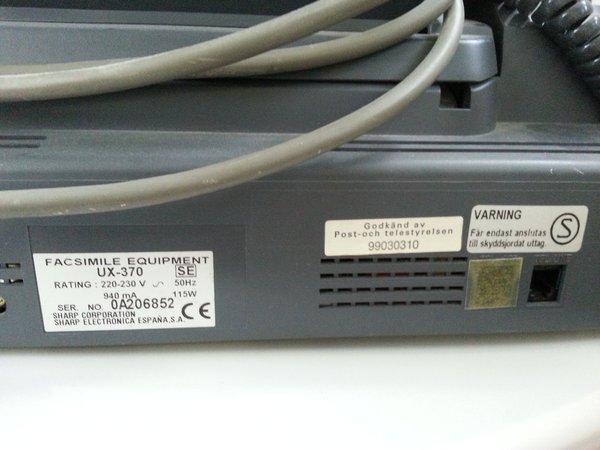 FACSIMILE EQUIPMENT
UX-370 SE
RATING : 220-230 V ~ 50Hz
940 mA 115W
SER. NO. 0A206852
SHARP CORPORATION
SHARP ELECTRONICA ESPAÑA, S.A. CE
Godkänd av
Post-och telestyrelsen
99030310
VARNING
Får endast anslutas
till skyddsjordat uttag.
S